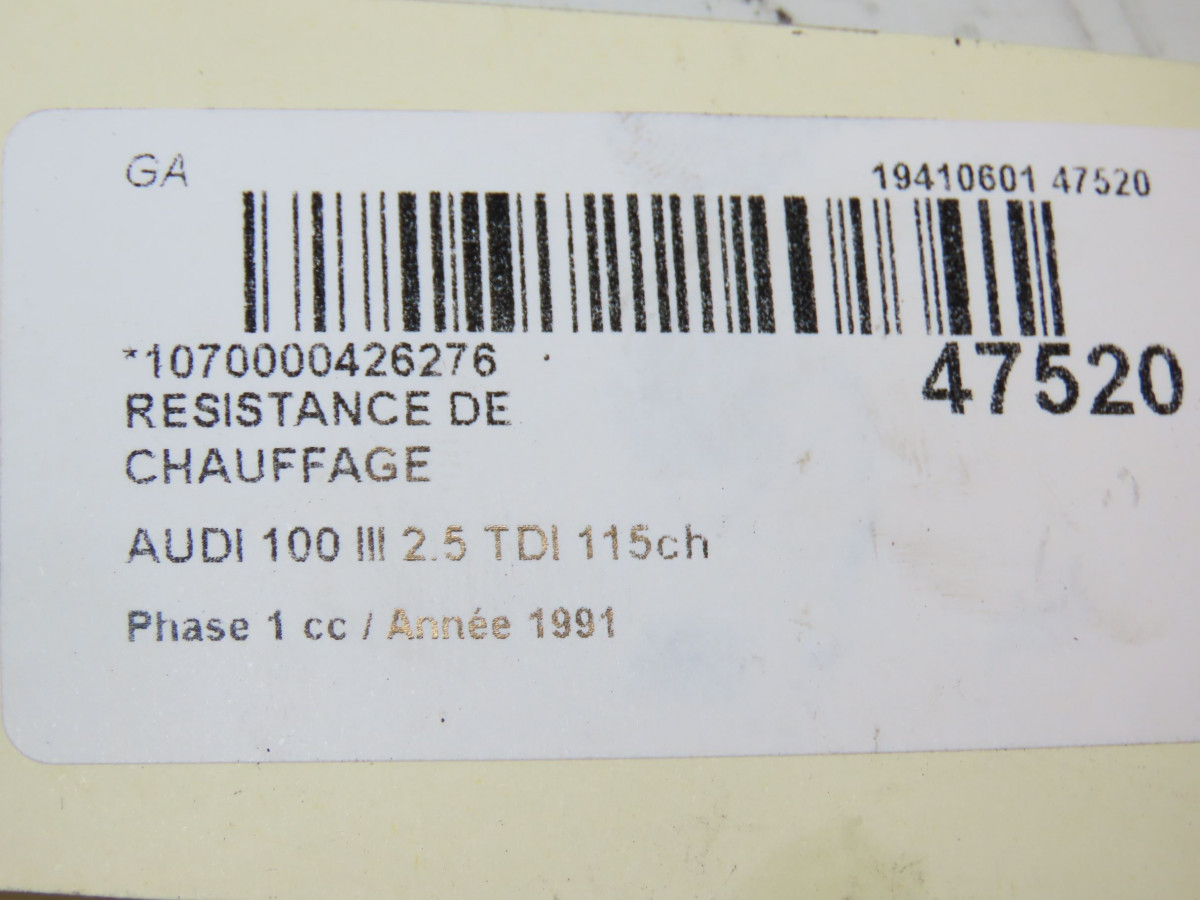 GA
19410601 47520
*1070000426276
47520
RESISTANCE DE
CHAUFFAGE
AUDI 100 III 2.5 TDI 115ch
Phase 1 cc / Année 1991